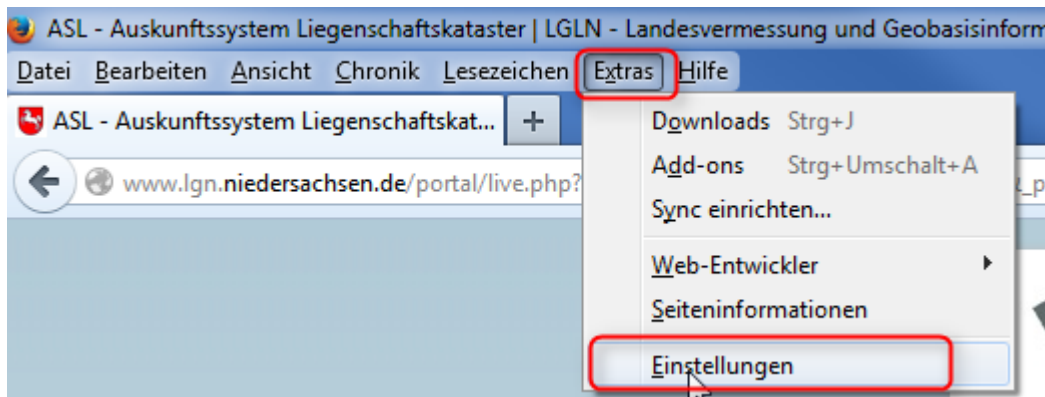 ASL - Auskunftssystem Liegenschaftskataster | LGLN - Landesvermessung und Geobasisinform
Datei Bearbeiten Ansicht Chronik Lesezeichen Extras Hilfe
ASL - Auskunftssystem Liegenschaftskat... +
www.lgn.niedersachsen.de/portal/live.php?
Downloads Strg+J
Add-ons Strg+Umschalt+A
Sync einrichten...
Web-Entwickler
Seiteninformationen
Einstellungen